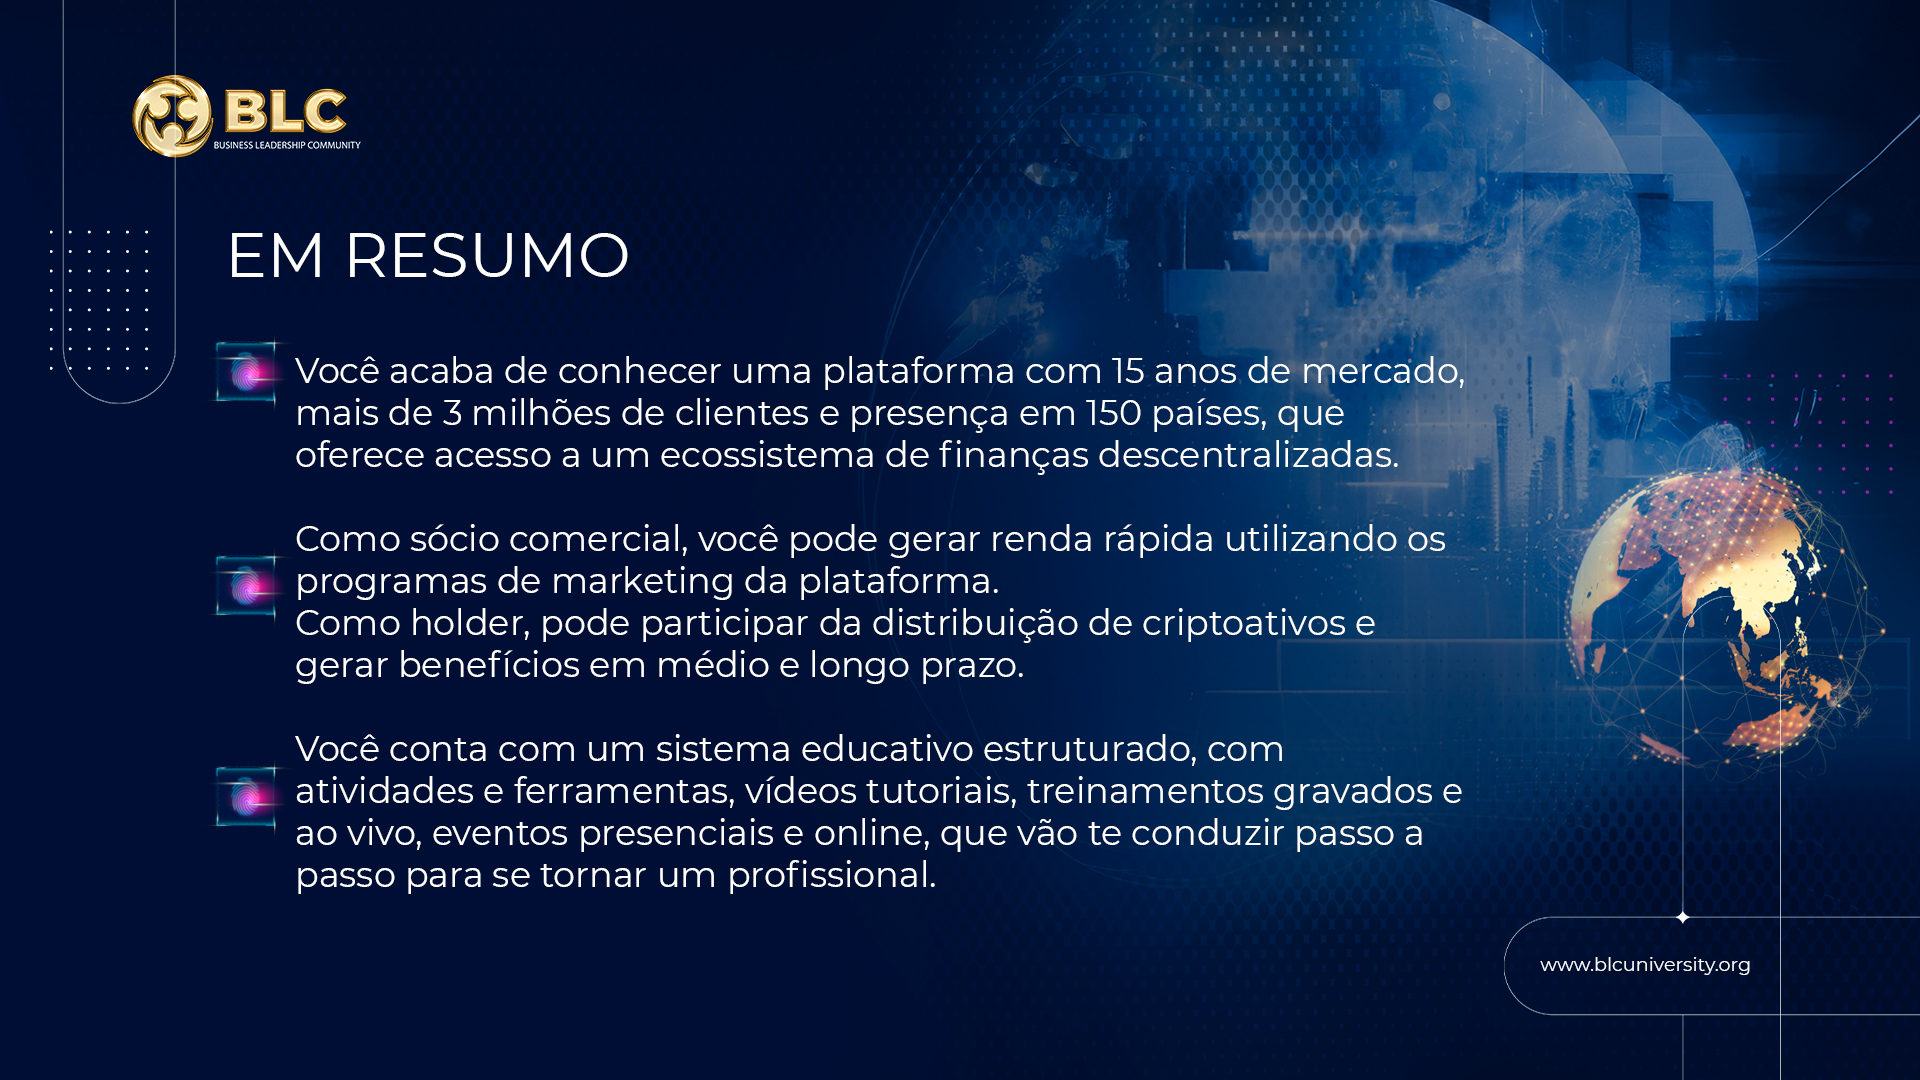 BLC
BUSINESS LEADERSHIP COMMUNITY
EM RESUMO
Você acaba de conhecer uma plataforma com 15 anos de mercado,
mais de 3 milhões de clientes e presença em 150 países, que
oferece acesso a um ecossistema de finanças descentralizadas.
Como sócio comercial, você pode gerar renda rápida utilizando os
programas de marketing da plataforma.
Como holder, pode participar da distribuição de criptoativos e
gerar benefícios em médio e longo prazo.
Você conta com um sistema educativo estruturado, com
atividades e ferramentas, vídeos tutoriais, treinamentos gravados e
ao vivo, eventos presenciais e online, que vão te conduzir passo a
passo para se tornar um profissional.
www.blcuniversity.org